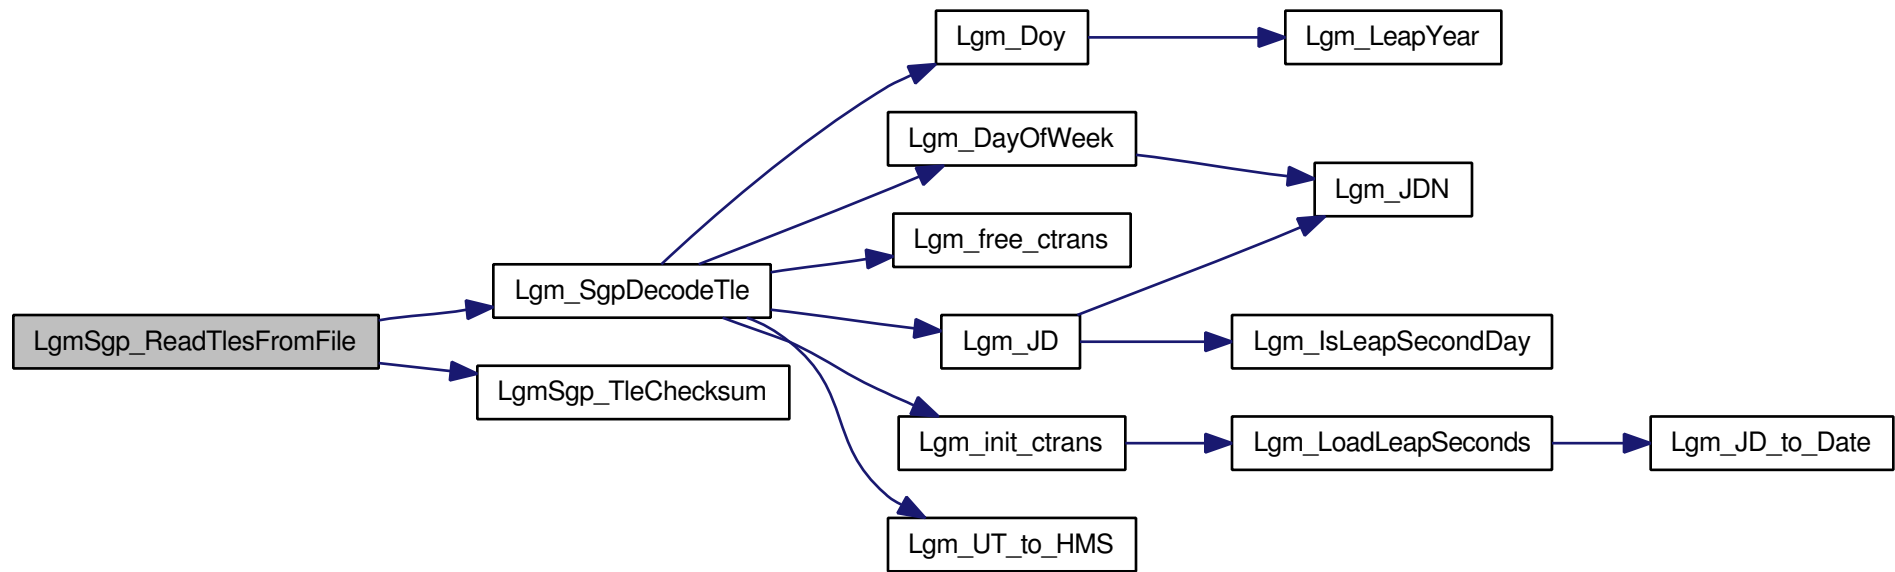 Lgm_Doy
Lgm_LeapYear
Lgm_DayOfWeek
Lgm_JDN
Lgm_free_ctrans
Lgm_SgpDecodeTle
LgmSgp_ReadTlesFromFile
Lgm_JD
Lgm_IsLeapSecondDay
LgmSgp_TleChecksum
Lgm_init_ctrans
Lgm_LoadLeapSeconds
Lgm_JD_to_Date
Lgm_UT_to_HMS